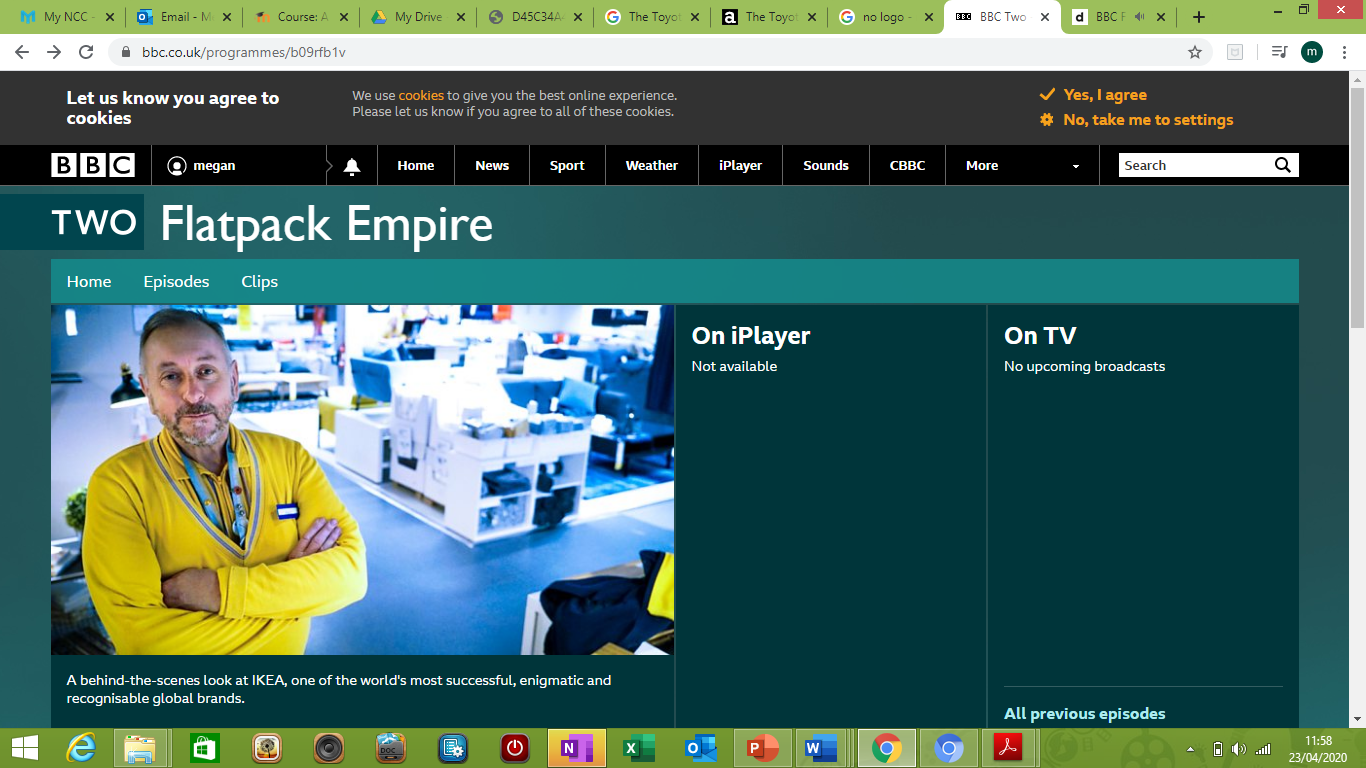 My NCC -
Email - M
Course: A
My Drive
D45C34A
The Toyot
The Toyot
no logo -
BBC Two
BBC F
bbc.co.uk/programmes/b09rfb1v
m
Let us know you agree to
cookies
We use cookies to give you the best online experience.
Please let us know if you agree to all of these cookies.
Yes, I agree
No, take me to settings
BBC
megan
Home
News
Sport
Weather
iPlayer
Sounds
CBBC
More
Search
TWO
Flatpack Empire
Home
Episodes
Clips
On iPlayer
Not available
On TV
No upcoming broadcasts
A behind-the-scenes look at IKEA, one of the world's most successful, enigmatic and
recognisable global brands.
All previous episodes
11:58
23/04/2020